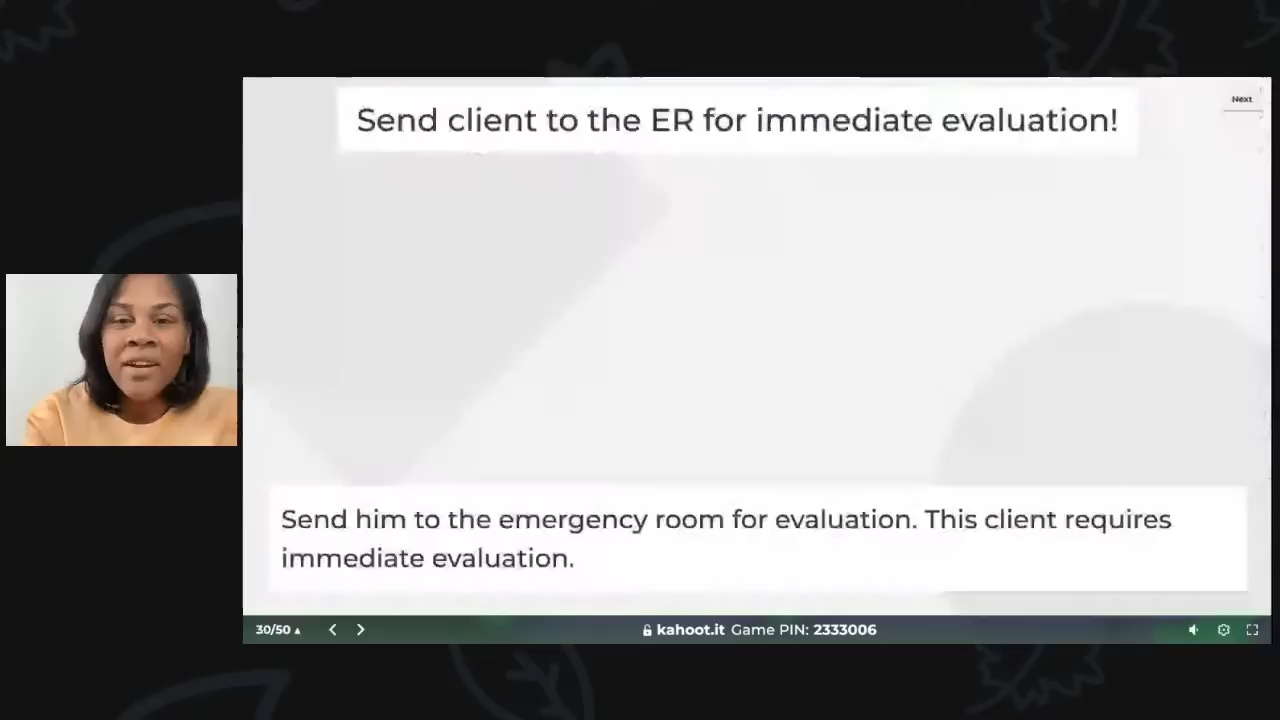 Send client to the ER for immediate evaluation!
Next
Send him to the emergency room for evaluation. This client requires
immediate evaluation.
30/50 ▲
kahoot.it Game PIN: 2333006